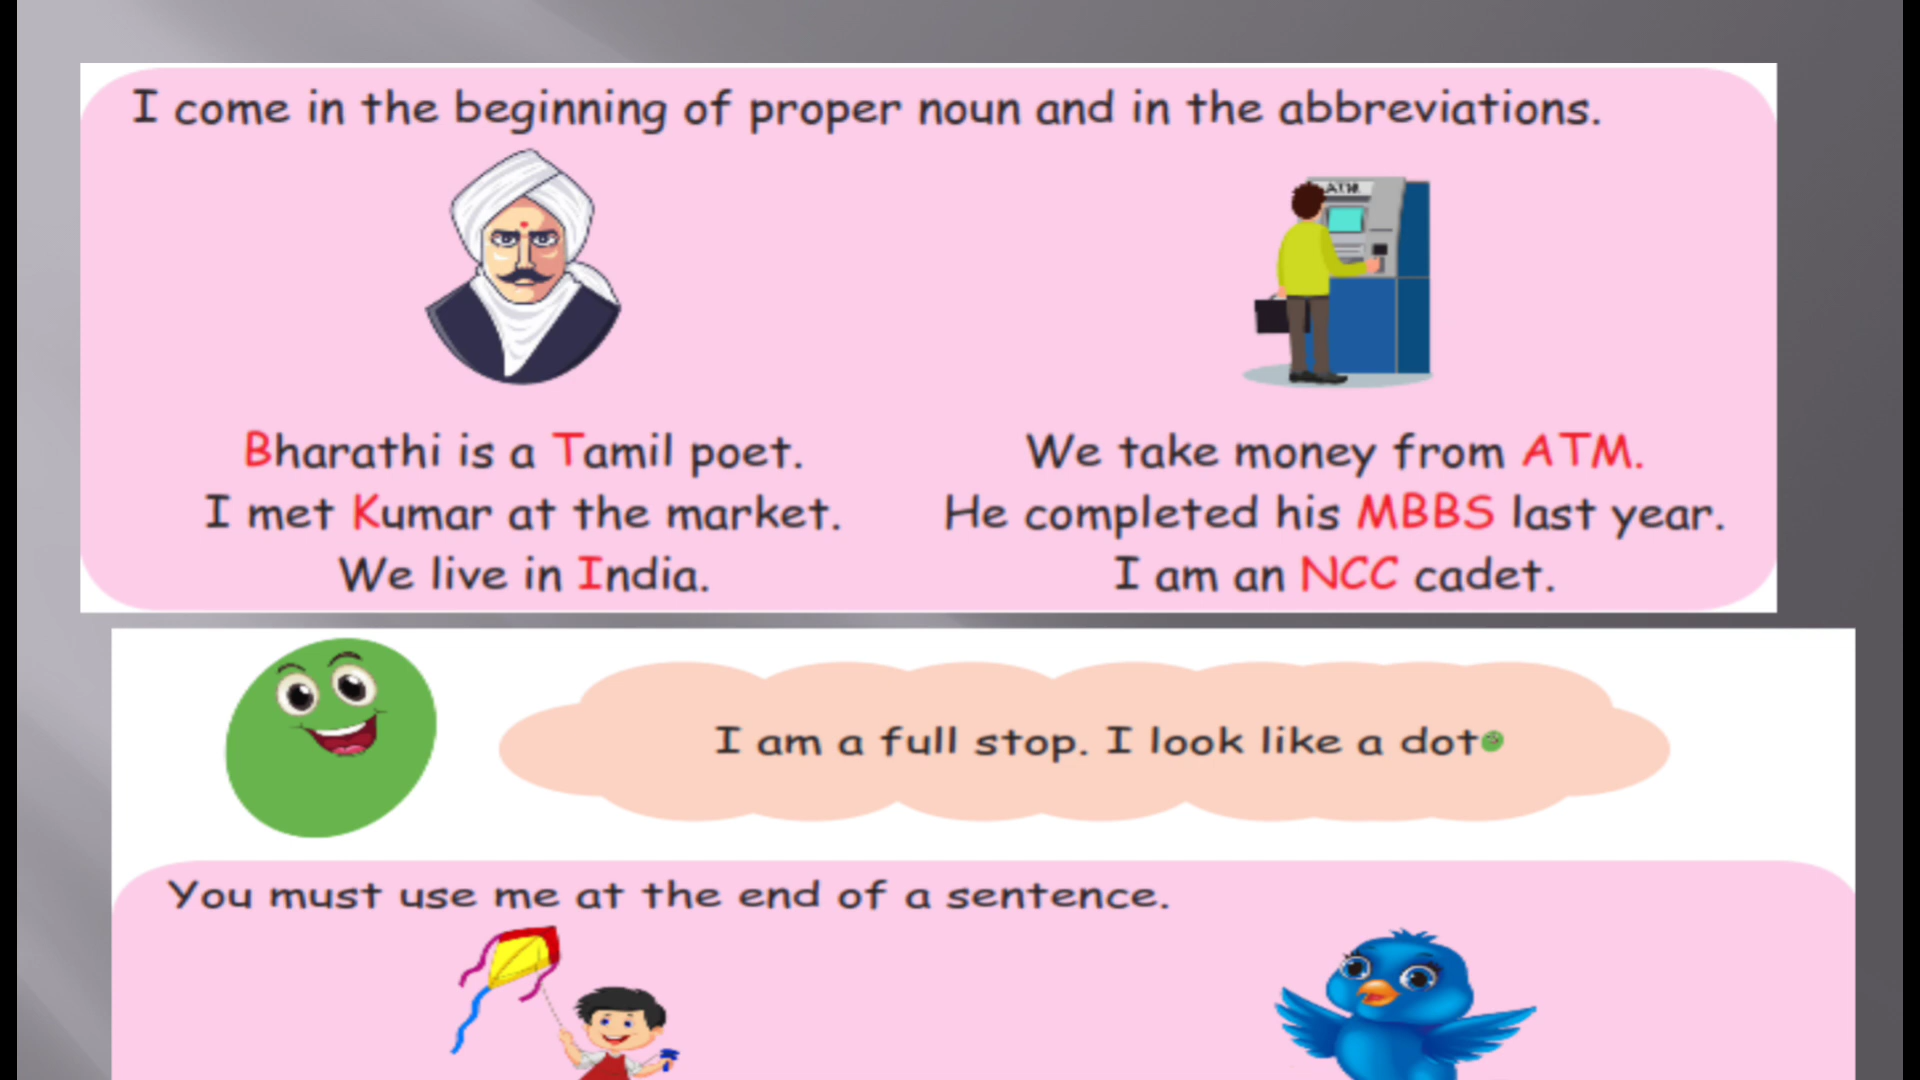 I come in the beginning of proper noun and in the abbreviations.
ATM
Bharathi is a Tamil poet.
I met Kumar at the market.
We live in India.
We take money from ATM.
He completed his MBBS last year.
I am an NCC cadet.
I am a full stop. I look like a dot
You must use me at the end of a sentence.